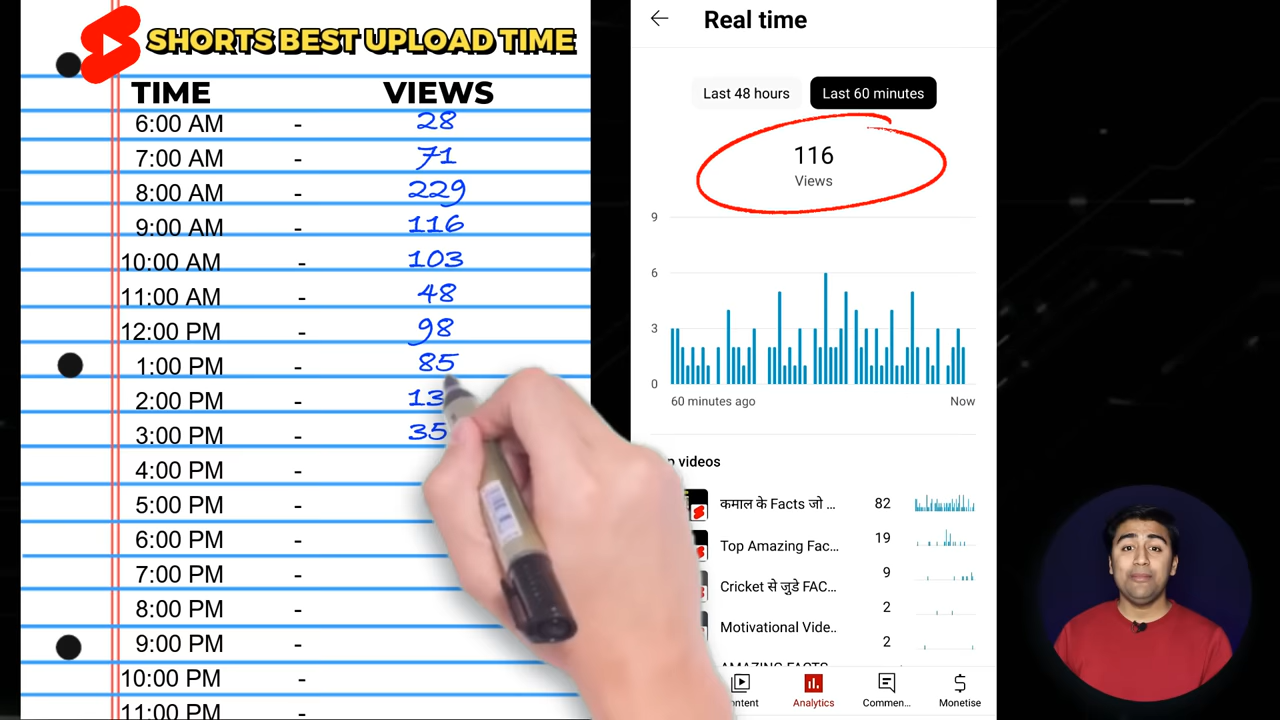 SHORTS BEST UPLOAD TIME
TIME VIEWS
6:00 AM - 28
7:00 AM - 71
8:00 AM - 229
9:00 AM - 116
10:00 AM - 103
11:00 AM - 48
12:00 PM - 98
1:00 PM - 85
2:00 PM - 13
3:00 PM - 35
4:00 PM -
5:00 PM -
6:00 PM -
7:00 PM -
8:00 PM -
9:00 PM -
10:00 PM -
11:00 PM -
Real time
Last 48 hours Last 60 minutes
116
Views
9
6
3
0
60 minutes ago Now
videos
कमाल के Facts जो ... 82
Top Amazing Fac... 19
Cricket से जुडे FAC... 9
Motivational Vide.. 2
AMAZING FACTS 2
Analytics Commen... Monetise